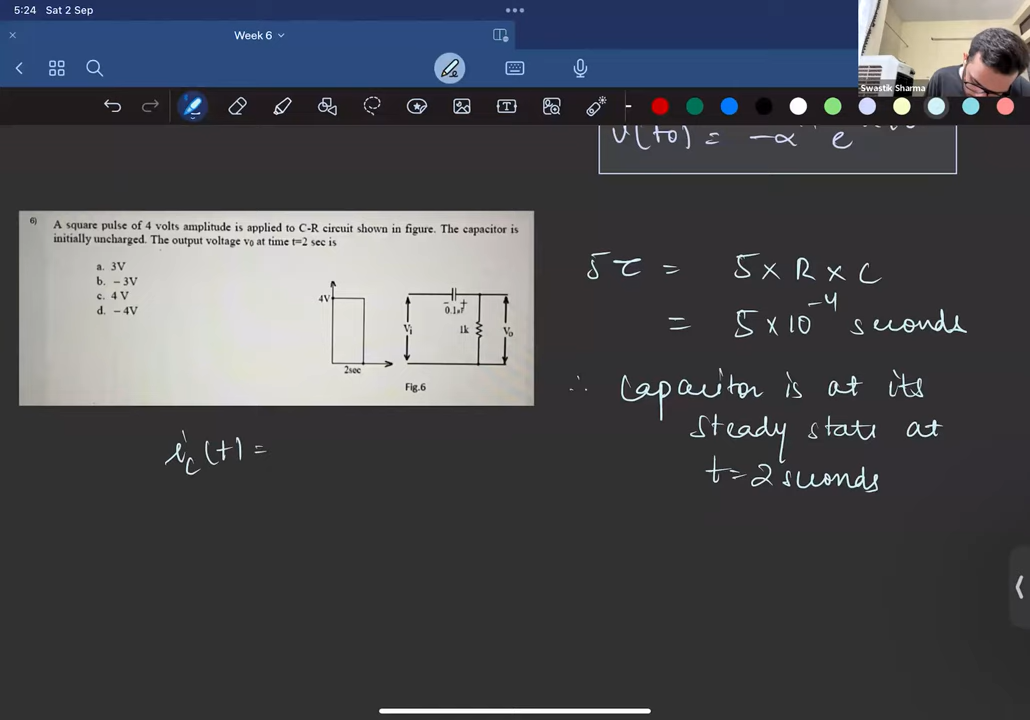 5:24 Sat 2 Sep
Week 6
Swastik Sharma
6) A square pulse of 4 volts amplitude is applied to C-R circuit shown in figure. The capacitor is
initially uncharged. The output voltage v0 at time t=2 sec is
a. 3V
b. – 3V
c. 4 V
d. – 4V
4V
2sec
Vi
- +
0.1μF
1k
Vo
Fig.6
5τ = 5 × R × C
= 5 × 10^-4 seconds
∴ Capacitor is at its
steady state at
t=2 seconds
ic(t) =